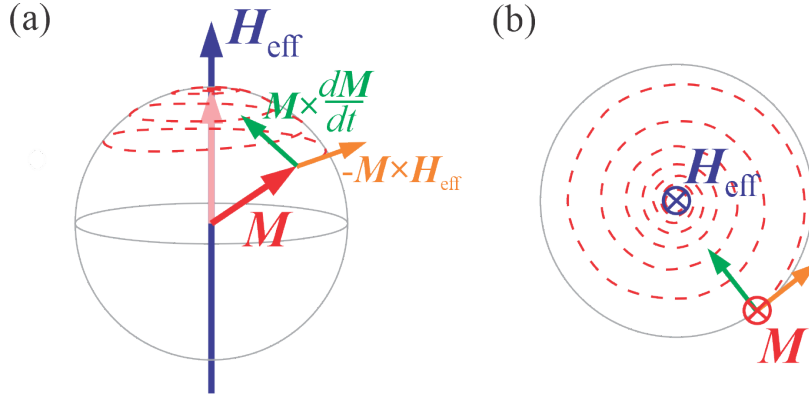 (a)
H_eff
M × dM/dt
-M × H_eff
M
(b)
H_eff
M